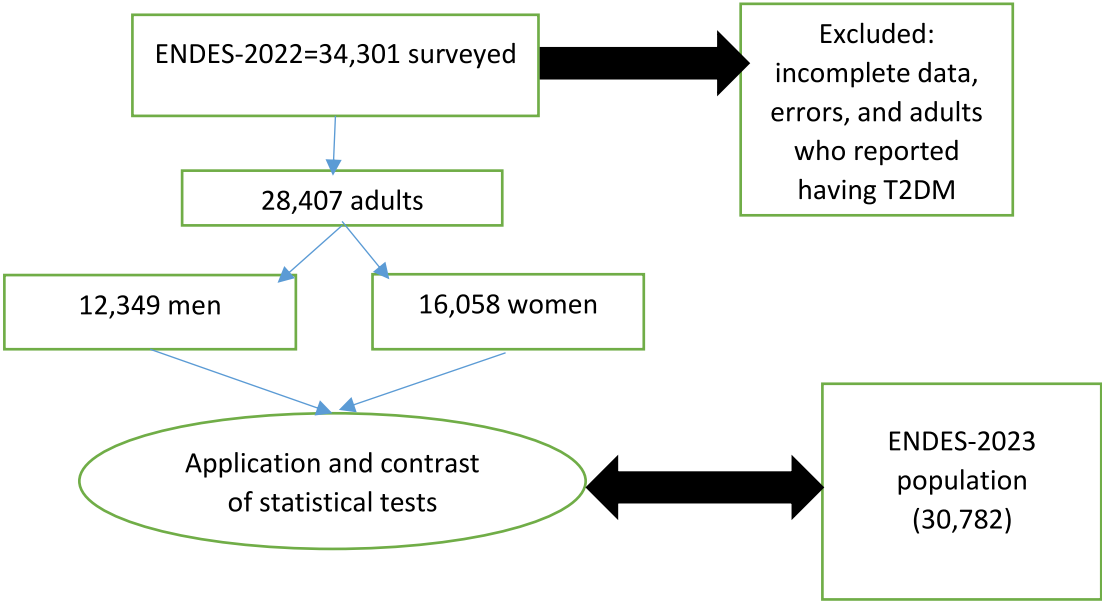 ENDES-2022=34,301 surveyed
Excluded:
incomplete data,
errors, and adults
who reported
having T2DM
28,407 adults
12,349 men
16,058 women
Application and contrast
of statistical tests
ENDES-2023
population
(30,782)